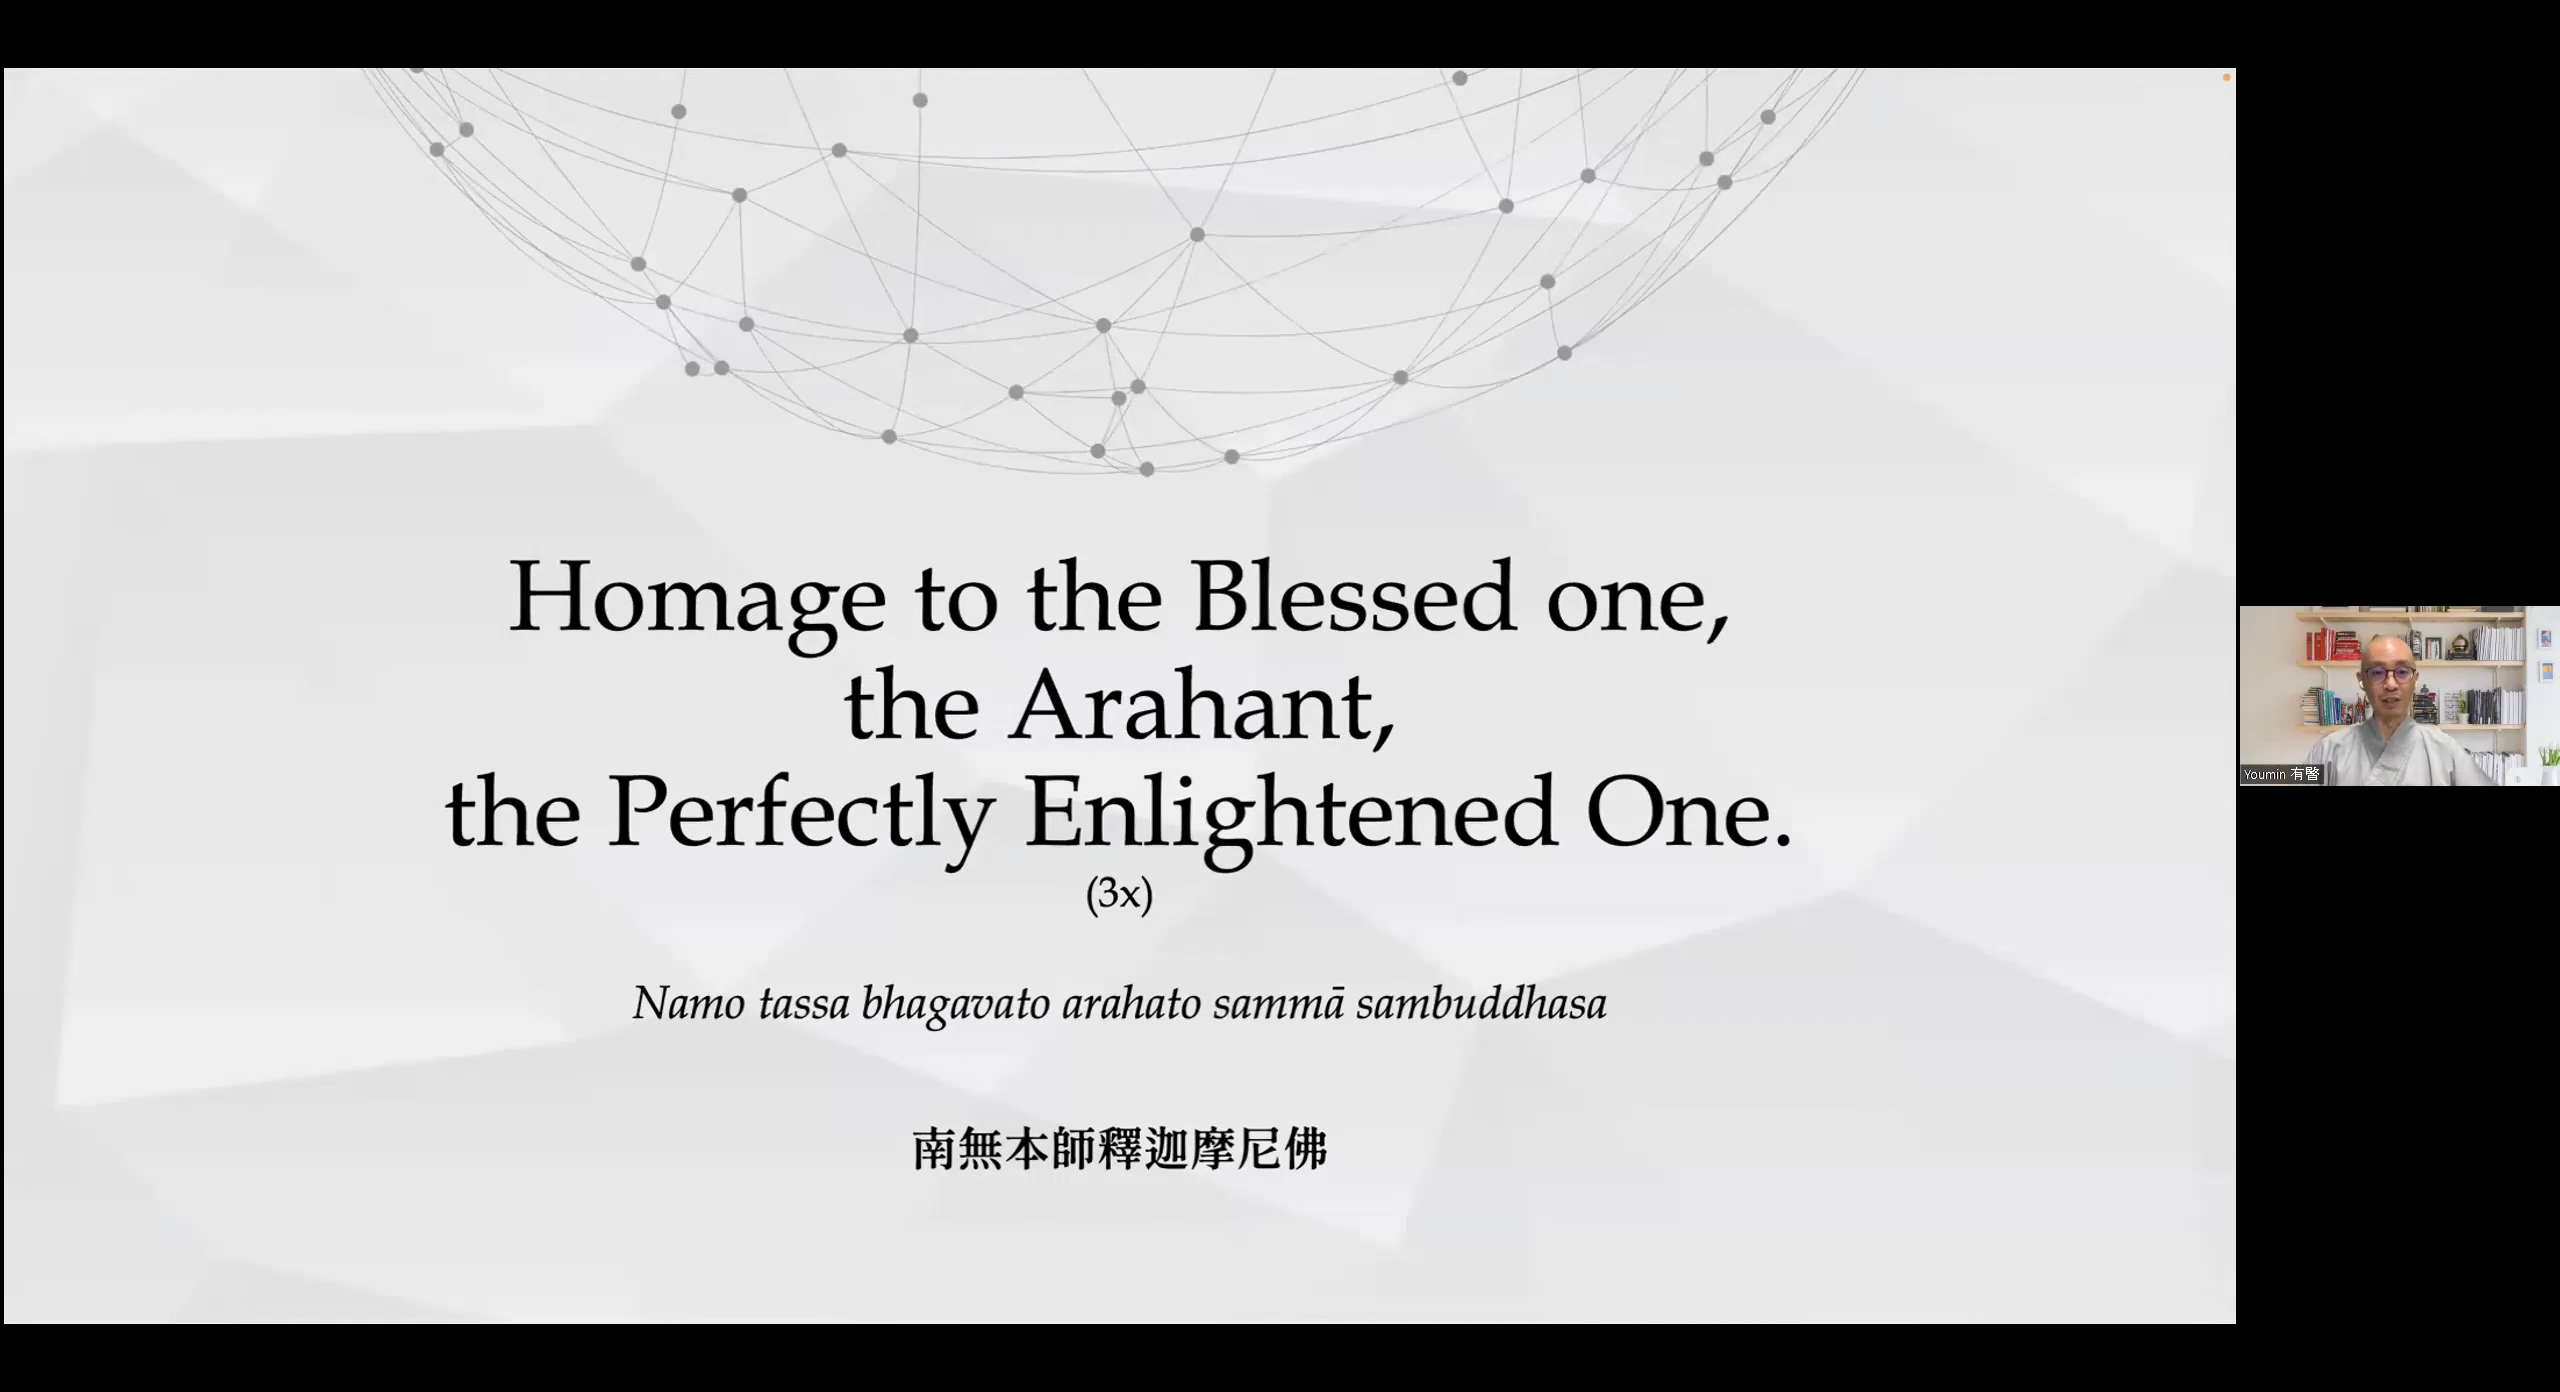 Homage to the Blessed one,
the Arahant,
the Perfectly Enlightened One.
(3x)
Namo tassa bhagavato arahato sammā sambuddhasa
南無本師釋迦摩尼佛
Youmin 有暋